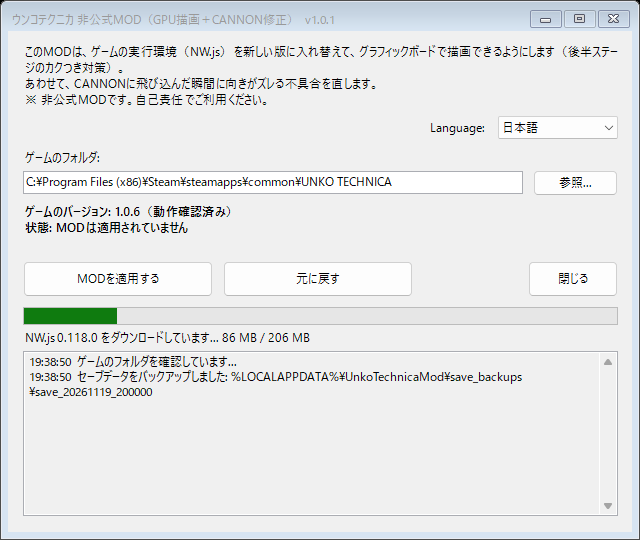 ウンコテクニカ 非公式MOD（GPU描画＋CANNON修正） v1.0.1
このMODは、ゲームの実行環境（NW.js）を新しい版に入れ替えて、グラフィックボードで描画できるようにします（後半ステー
ジのカクつき対策）。
あわせて、CANNONに飛び込んだ瞬間に向きがズレる不具合を直します。
※ 非公式MODです。自己責任でご利用ください。
Language:
日本語
ゲームのフォルダ:
C:¥Program Files (x86)¥Steam¥steamapps¥common¥UNKO TECHNICA
参照...
ゲームのバージョン: 1.0.6（動作確認済み）
状態: MODは適用されていません
MODを適用する
元に戻す
閉じる
NW.js 0.118.0 をダウンロードしています... 86 MB / 206 MB
19:38:50 ゲームのフォルダを確認しています...
19:38:50 セーブデータをバックアップしました: %LOCALAPPDATA%¥UnkoTechnicaMod¥save_backups
¥save_20261119_200000